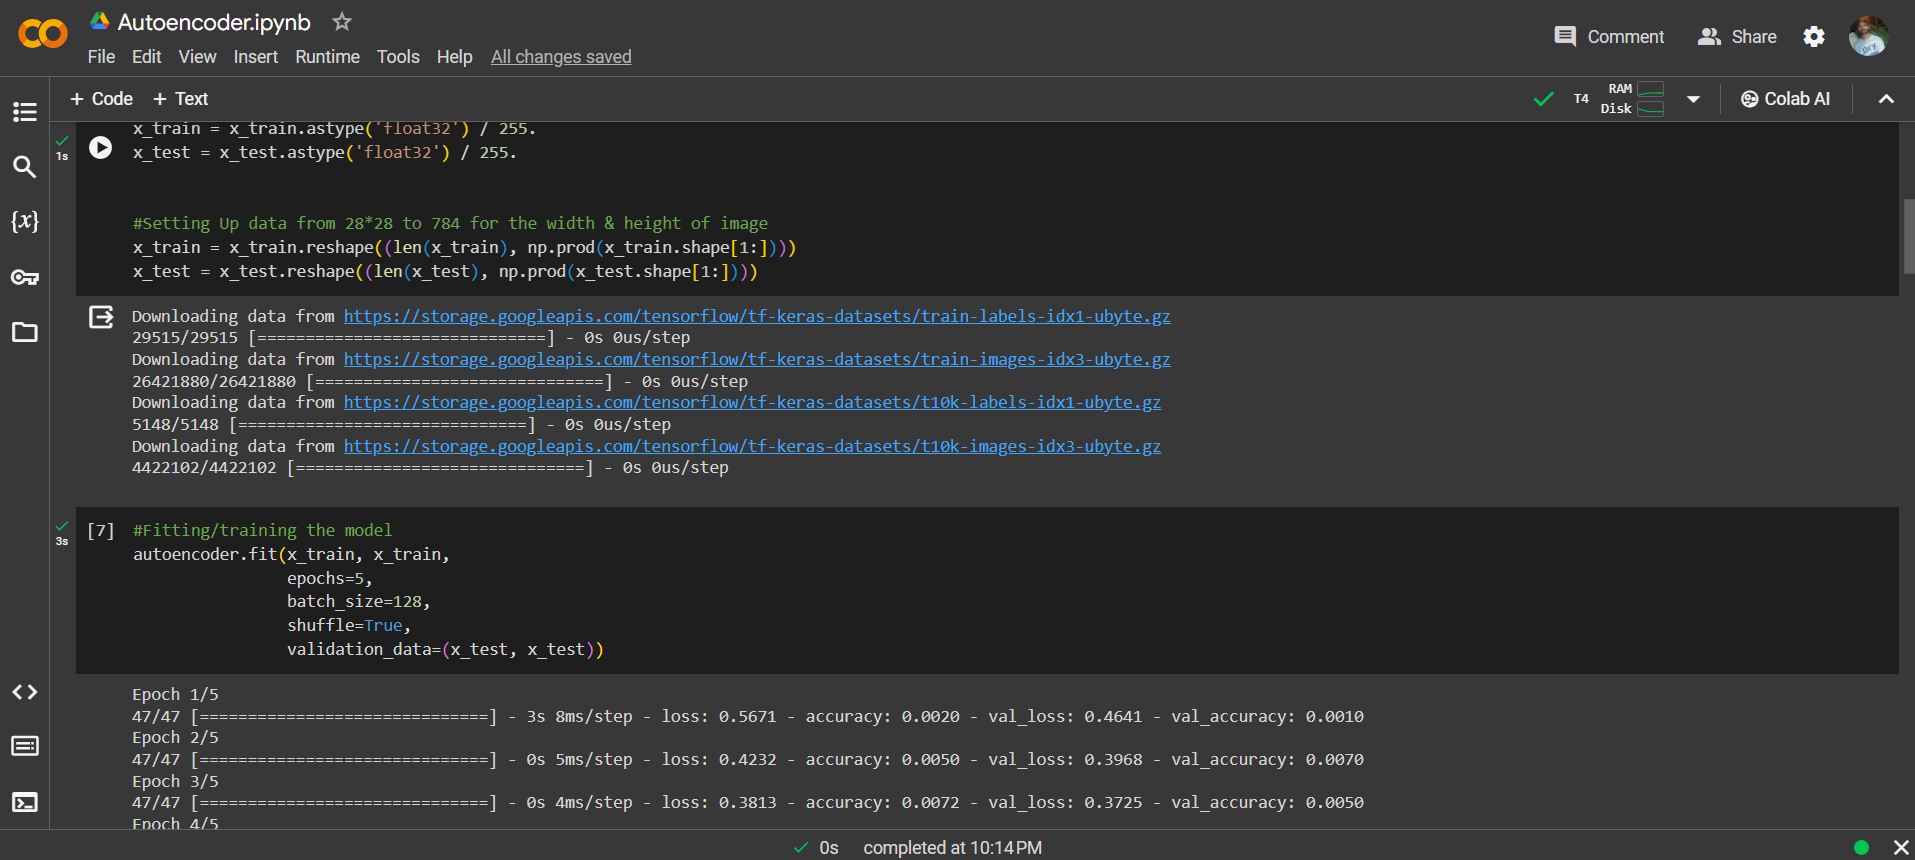 Autoencoder.ipynb
File Edit View Insert Runtime Tools Help All changes saved
Comment Share
+ Code + Text
T4 RAM Disk Colab AI
1s
x_train = x_train.astype('float32') / 255.
x_test = x_test.astype('float32') / 255.
#Setting Up data from 28*28 to 784 for the width & height of image
x_train = x_train.reshape((len(x_train), np.prod(x_train.shape[1:])))
x_test = x_test.reshape((len(x_test), np.prod(x_test.shape[1:])))
Downloading data from https://storage.googleapis.com/tensorflow/tf-keras-datasets/train-labels-idx1-ubyte.gz
29515/29515 [==============================] - 0s 0us/step
Downloading data from https://storage.googleapis.com/tensorflow/tf-keras-datasets/train-images-idx3-ubyte.gz
26421880/26421880 [==============================] - 0s 0us/step
Downloading data from https://storage.googleapis.com/tensorflow/tf-keras-datasets/t10k-labels-idx1-ubyte.gz
5148/5148 [==============================] - 0s 0us/step
Downloading data from https://storage.googleapis.com/tensorflow/tf-keras-datasets/t10k-images-idx3-ubyte.gz
4422102/4422102 [==============================] - 0s 0us/step
3s
[7] #Fitting/training the model
autoencoder.fit(x_train, x_train,
epochs=5,
batch_size=128,
shuffle=True,
validation_data=(x_test, x_test))
Epoch 1/5
47/47 [==============================] - 3s 8ms/step - loss: 0.5671 - accuracy: 0.0020 - val_loss: 0.4641 - val_accuracy: 0.0010
Epoch 2/5
47/47 [==============================] - 0s 5ms/step - loss: 0.4232 - accuracy: 0.0050 - val_loss: 0.3968 - val_accuracy: 0.0070
Epoch 3/5
47/47 [==============================] - 0s 4ms/step - loss: 0.3813 - accuracy: 0.0072 - val_loss: 0.3725 - val_accuracy: 0.0050
Epoch 4/5
0s completed at 10:14 PM